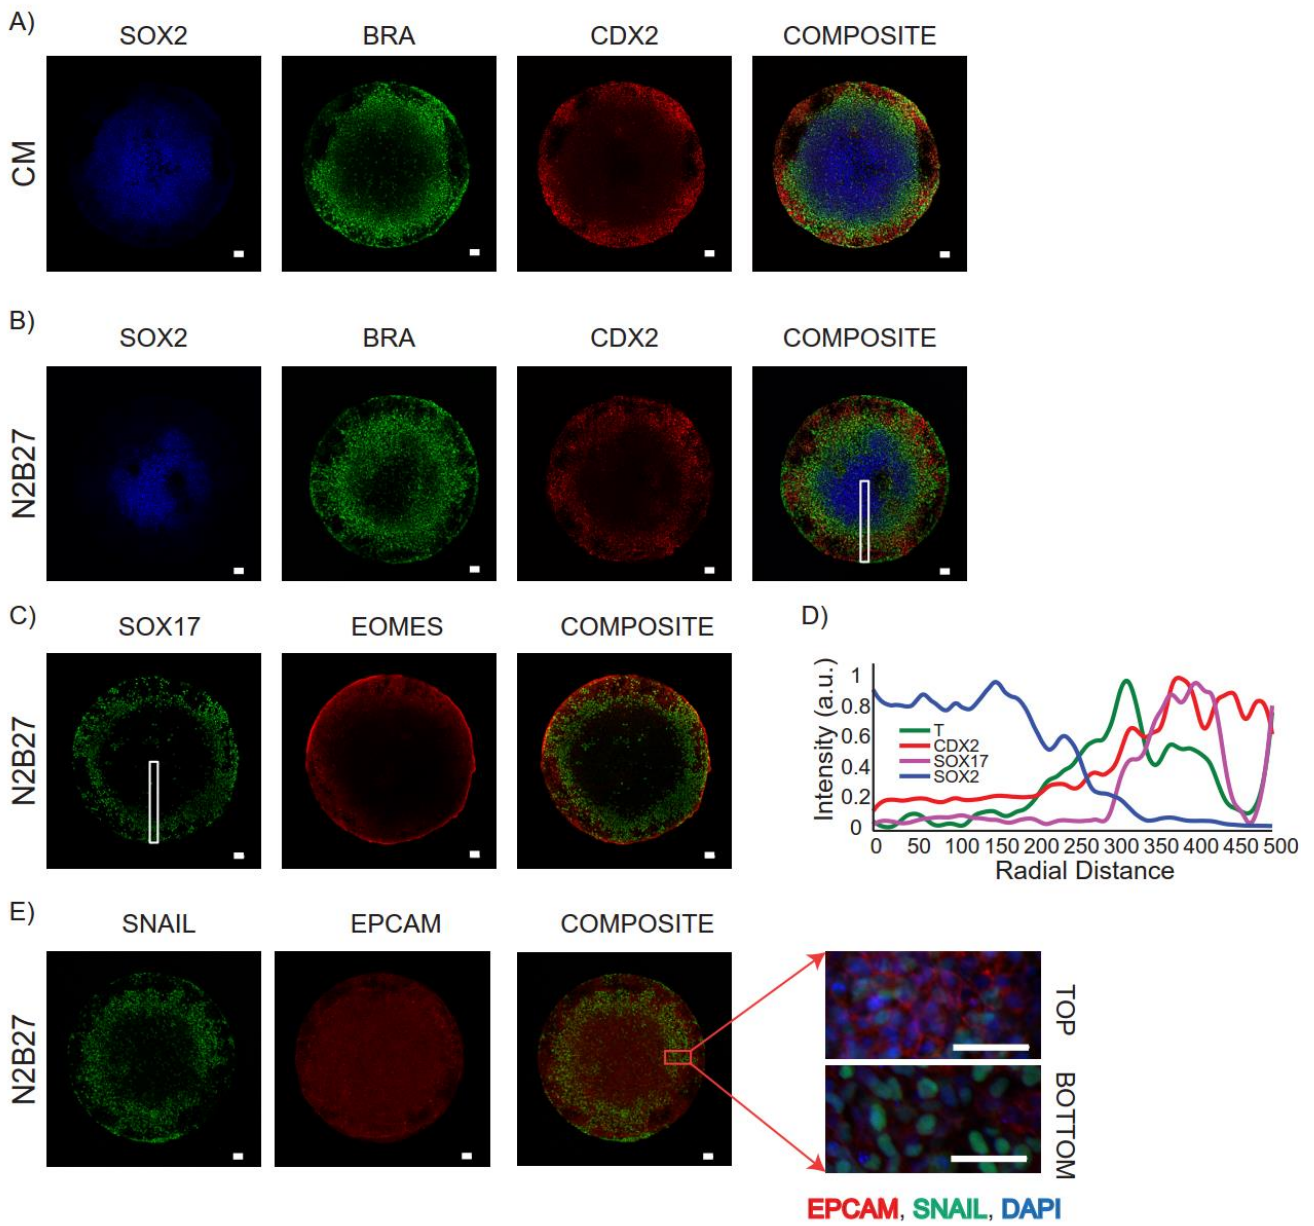 A)
SOX2 BRA CDX2 COMPOSITE
CM
B)
SOX2 BRA CDX2 COMPOSITE
N2B27
C)
SOX17 EOMES COMPOSITE
N2B27
D)
Intensity (a.u.)
1
0.8
0.6
0.4
0.2
0
T
CDX2
SOX17
SOX2
0 50 100 150 200 250 300 350 400 450 500
Radial Distance
E)
SNAIL EPCAM COMPOSITE
N2B27
TOP
BOTTOM
EPCAM, SNAIL, DAPI